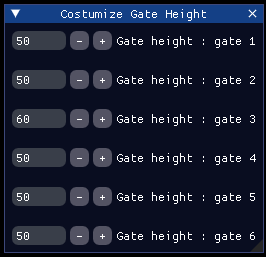 Costumize Gate Height
50 - + Gate height : gate 1
50 - + Gate height : gate 2
60 - + Gate height : gate 3
50 - + Gate height : gate 4
50 - + Gate height : gate 5
50 - + Gate height : gate 6